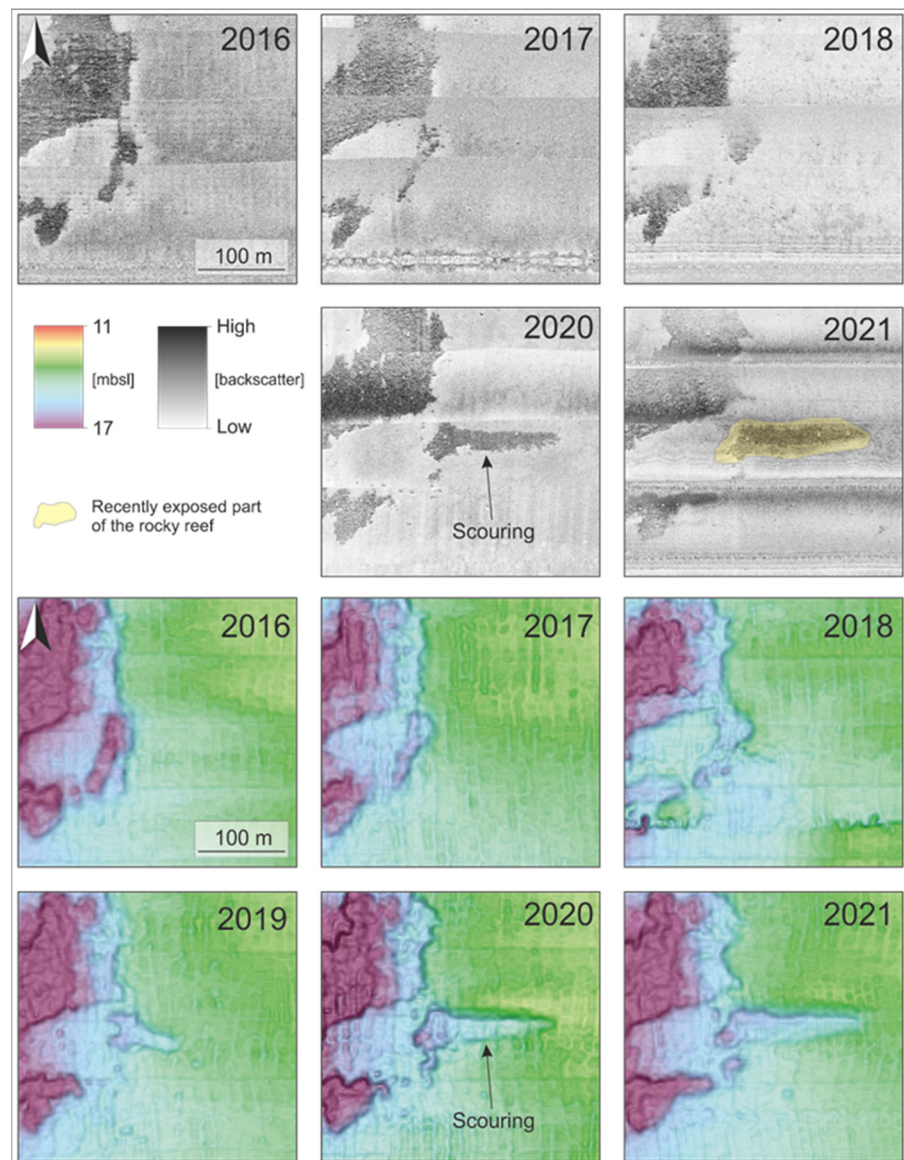 2016
2017
2018
100 m
11
[mbsl]
17
High
[backscatter]
Low
Recently exposed part
of the rocky reef
2020
Scouring
2021
2016
100 m
2017
2018
2019
2020
Scouring
2021